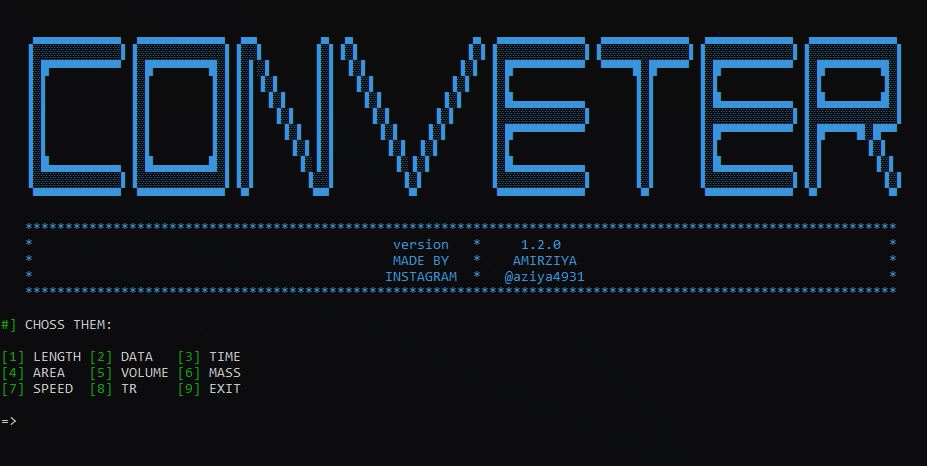 CONVETER
********************************************************************************************************************
* version * 1.2.0 *
* MADE BY * AMIRZIYA *
* INSTAGRAM * @aziya4931 *
********************************************************************************************************************
#] CHOSS THEM:
[1] LENGTH [2] DATA [3] TIME
[4] AREA [5] VOLUME [6] MASS
[7] SPEED [8] TR [9] EXIT
=>